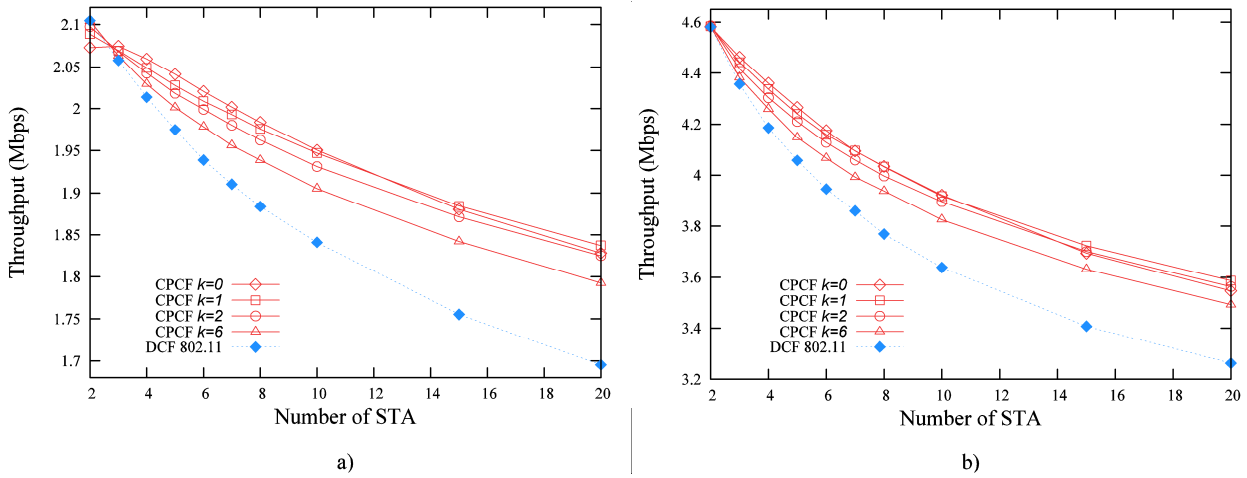 2.1
2.05
2
1.95
1.9
1.85
1.8
1.75
1.7
Throughput (Mbps)
CPCF k=0
CPCF k=1
CPCF k=2
CPCF k=6
DCF 802.11
2 4 6 8 10 12 14 16 18 20
Number of STA
a)
4.6
4.4
4.2
4
3.8
3.6
3.4
3.2
Throughput (Mbps)
CPCF k=0
CPCF k=1
CPCF k=2
CPCF k=6
DCF 802.11
2 4 6 8 10 12 14 16 18 20
Number of STA
b)